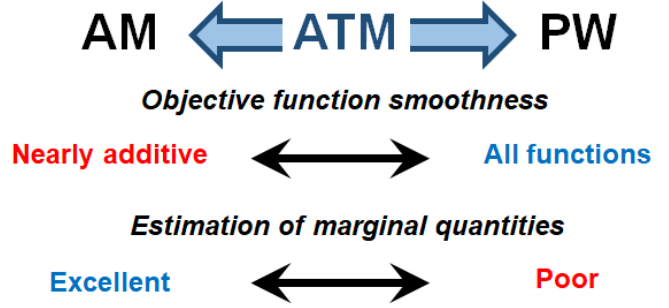 AM ATM PW
Objective function smoothness
Nearly additive All functions
Estimation of marginal quantities
Excellent Poor